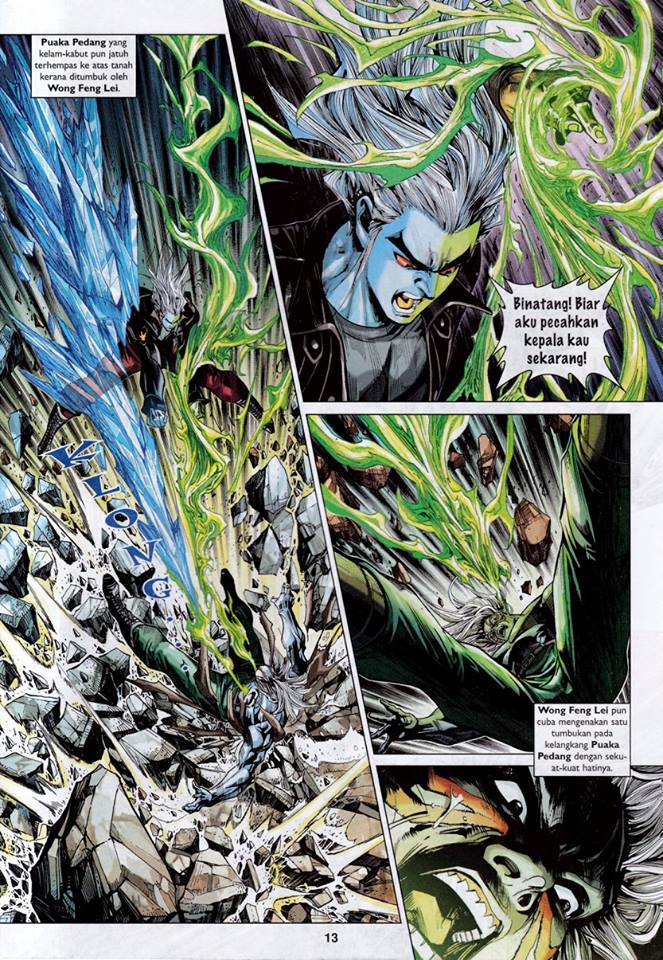 Puaka Pedang yang
kelam-kabut pun jatuh
terhempas ke atas tanah
kerana ditumbuk oleh
Wong Feng Lei.
Binatang! Biar
aku pecahkan
kepala kau
sekarang!
KLONG...
Wong Feng Lei pun
cuba mengenakan satu
tumbukan pada
kelangkang Puaka
Pedang dengan seku-
at-kuat hatinya.
13